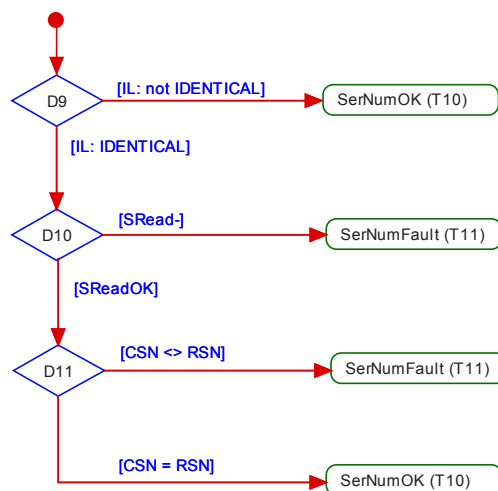 [IL: not IDENTICAL]
D9
SerNumOK (T10)
[IL: IDENTICAL]
[SRead-]
D10
SerNumFault (T11)
[SReadOK]
[CSN <> RSN]
D11
SerNumFault (T11)
[CSN = RSN]
SerNumOK (T10)